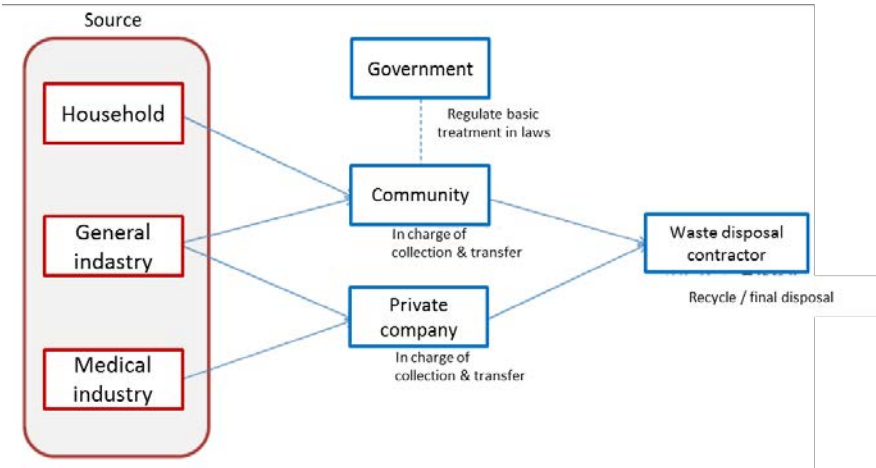 Source
Household
General
indastry
Medical
industry
Government
Regulate basic
treatment in laws
Community
In charge of
collection & transfer
Private
company
In charge of
collection & transfer
Waste disposal
contractor
Recycle / final disposal